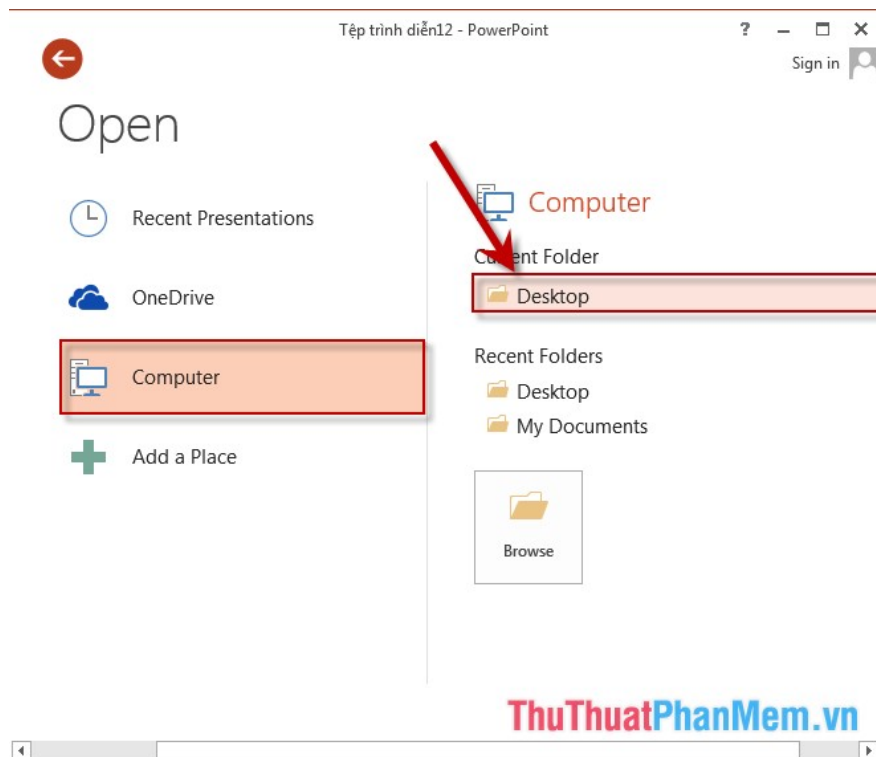 Tệp trình diễn12 - PowerPoint
?
Sign in
Open
Recent Presentations
OneDrive
Computer
Add a Place
Computer
Current Folder
Desktop
Recent Folders
Desktop
My Documents
Browse
ThuThuatPhanMem.vn